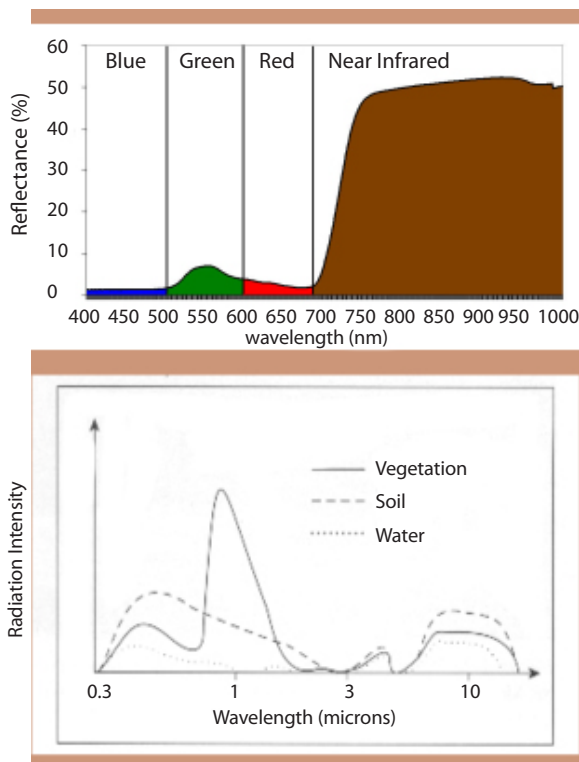 60
Blue Green Red Near Infrared
50
40
30
20
10
0
Reflectance (%)
400 450 500 550 600 650 700 750 800 850 900 950 1000
wavelength (nm)
Vegetation
Soil
Water
Radiation Intensity
0.3 1 3 10
Wavelength (microns)